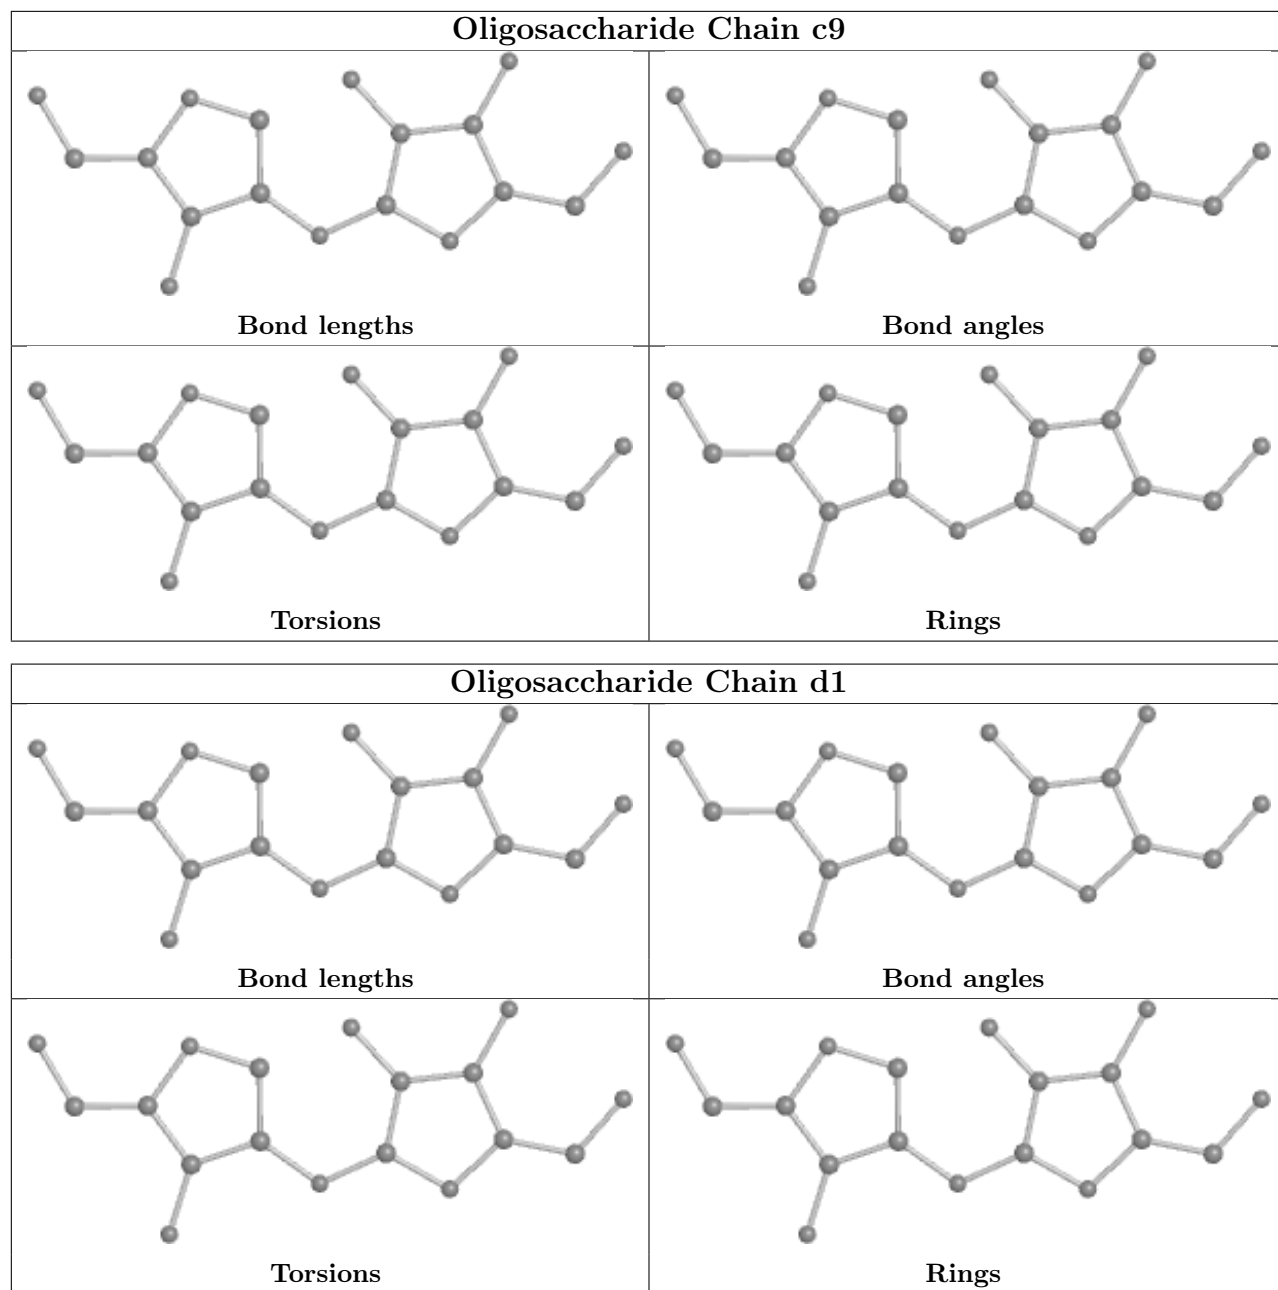 Oligosaccharide Chain c9
Bond lengths
Bond angles
Torsions
Rings
Oligosaccharide Chain d1
Bond lengths
Bond angles
Torsions
Rings